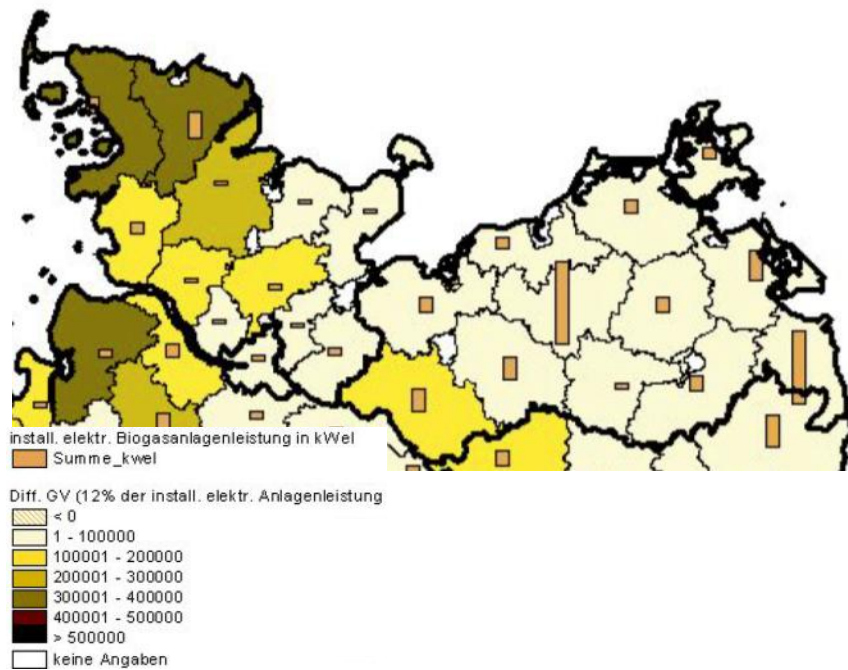 install. elektr. Biogasanlagenleistung in kWel
Summe_kwel
Diff. GV (12% der install. elektr. Anlagenleistung
< 0
1 - 100000
100001 - 200000
200001 - 300000
300001 - 400000
400001 - 500000
> 500000
keine Angaben